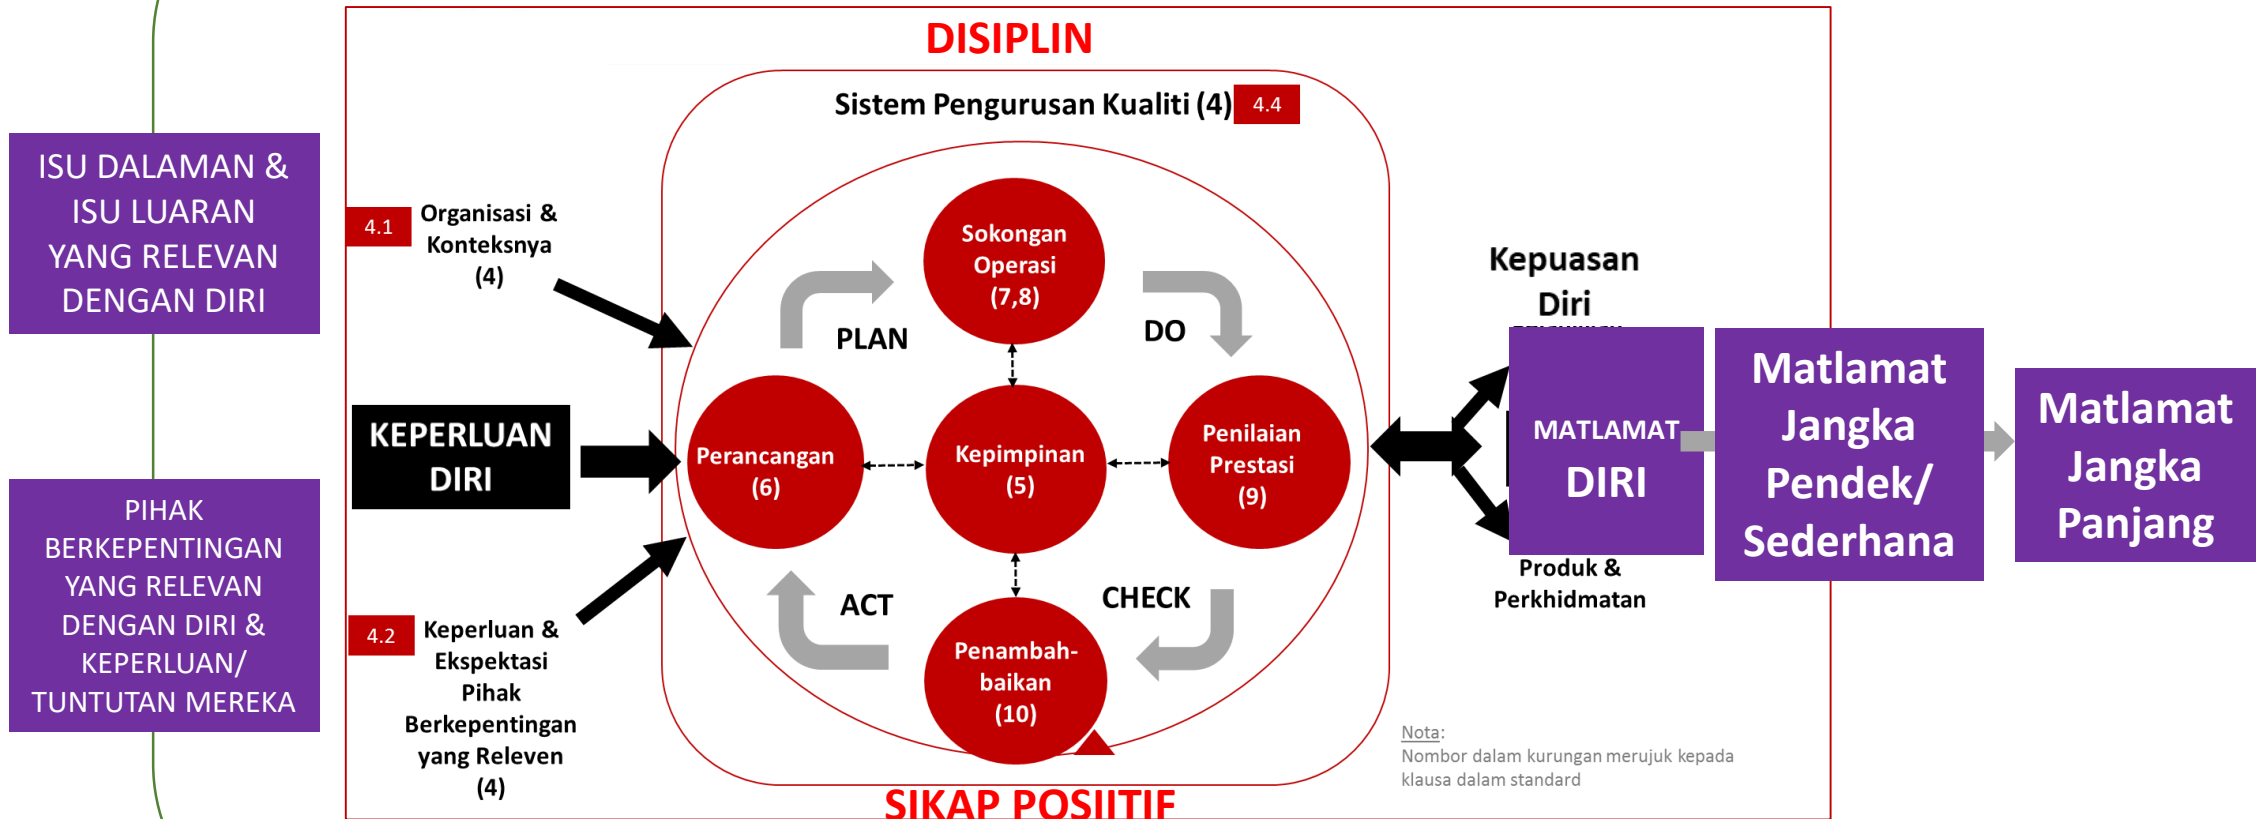 DISIPLIN
Sistem Pengurusan Kualiti (4)
4.4
ISU DALAMAN &
ISU LUARAN
YANG RELEVAN
DENGAN DIRI
4.1
Organisasi &
Konteksnya
(4)
Sokongan
Operasi
(7,8)
PLAN
DO
Kepuasan
Diri
KEPERLUAN
DIRI
Perancangan
(6)
Kepimpinan
(5)
Penilaian
Prestasi
(9)
MATLAMAT
DIRI
Matlamat
Jangka
Pendek/
Sederhana
Matlamat
Jangka
Panjang
PIHAK
BERKEPENTINGAN
YANG RELEVAN
DENGAN DIRI &
KEPERLUAN/
TUNTUTAN MEREKA
4.2
Keperluan &
Ekspektasi
Pihak
Berkepentingan
yang Releven
(4)
ACT
CHECK
Penambah-
baikan
(10)
Produk &
Perkhidmatan
Nota:
Nombor dalam kurungan merujuk kepada
klausa dalam standard
SIKAP POSIITIF